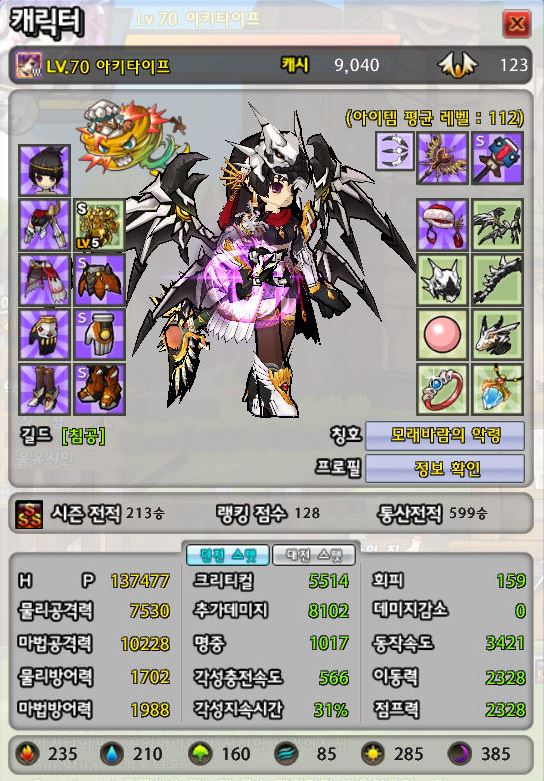 캐릭터
Lv.70 아키타이프
LV.70 아키타이프 캐시 9,040 123
(아이템 평균 레벨 : 112)
S
S
LV.5
S
S
S
길드 [침공]
칭호 모래바람의 악령
프로필 정보 확인
음유시인
S
SS 시즌 전적 213승 랭킹 점수 128 통산전적 599승
던전 스탯 대전 스탯
H P 137477 크리티컬 5514 회피 159
물리공격력 7530 추가데미지 8102 데미지감소 0
마법공격력 10228 명중 1017 동작속도 3421
물리방어력 1702 각성충전속도 566 이동력 2328
마법방어력 1988 각성지속시간 31% 점프력 2328
235 210 160 85 285 385